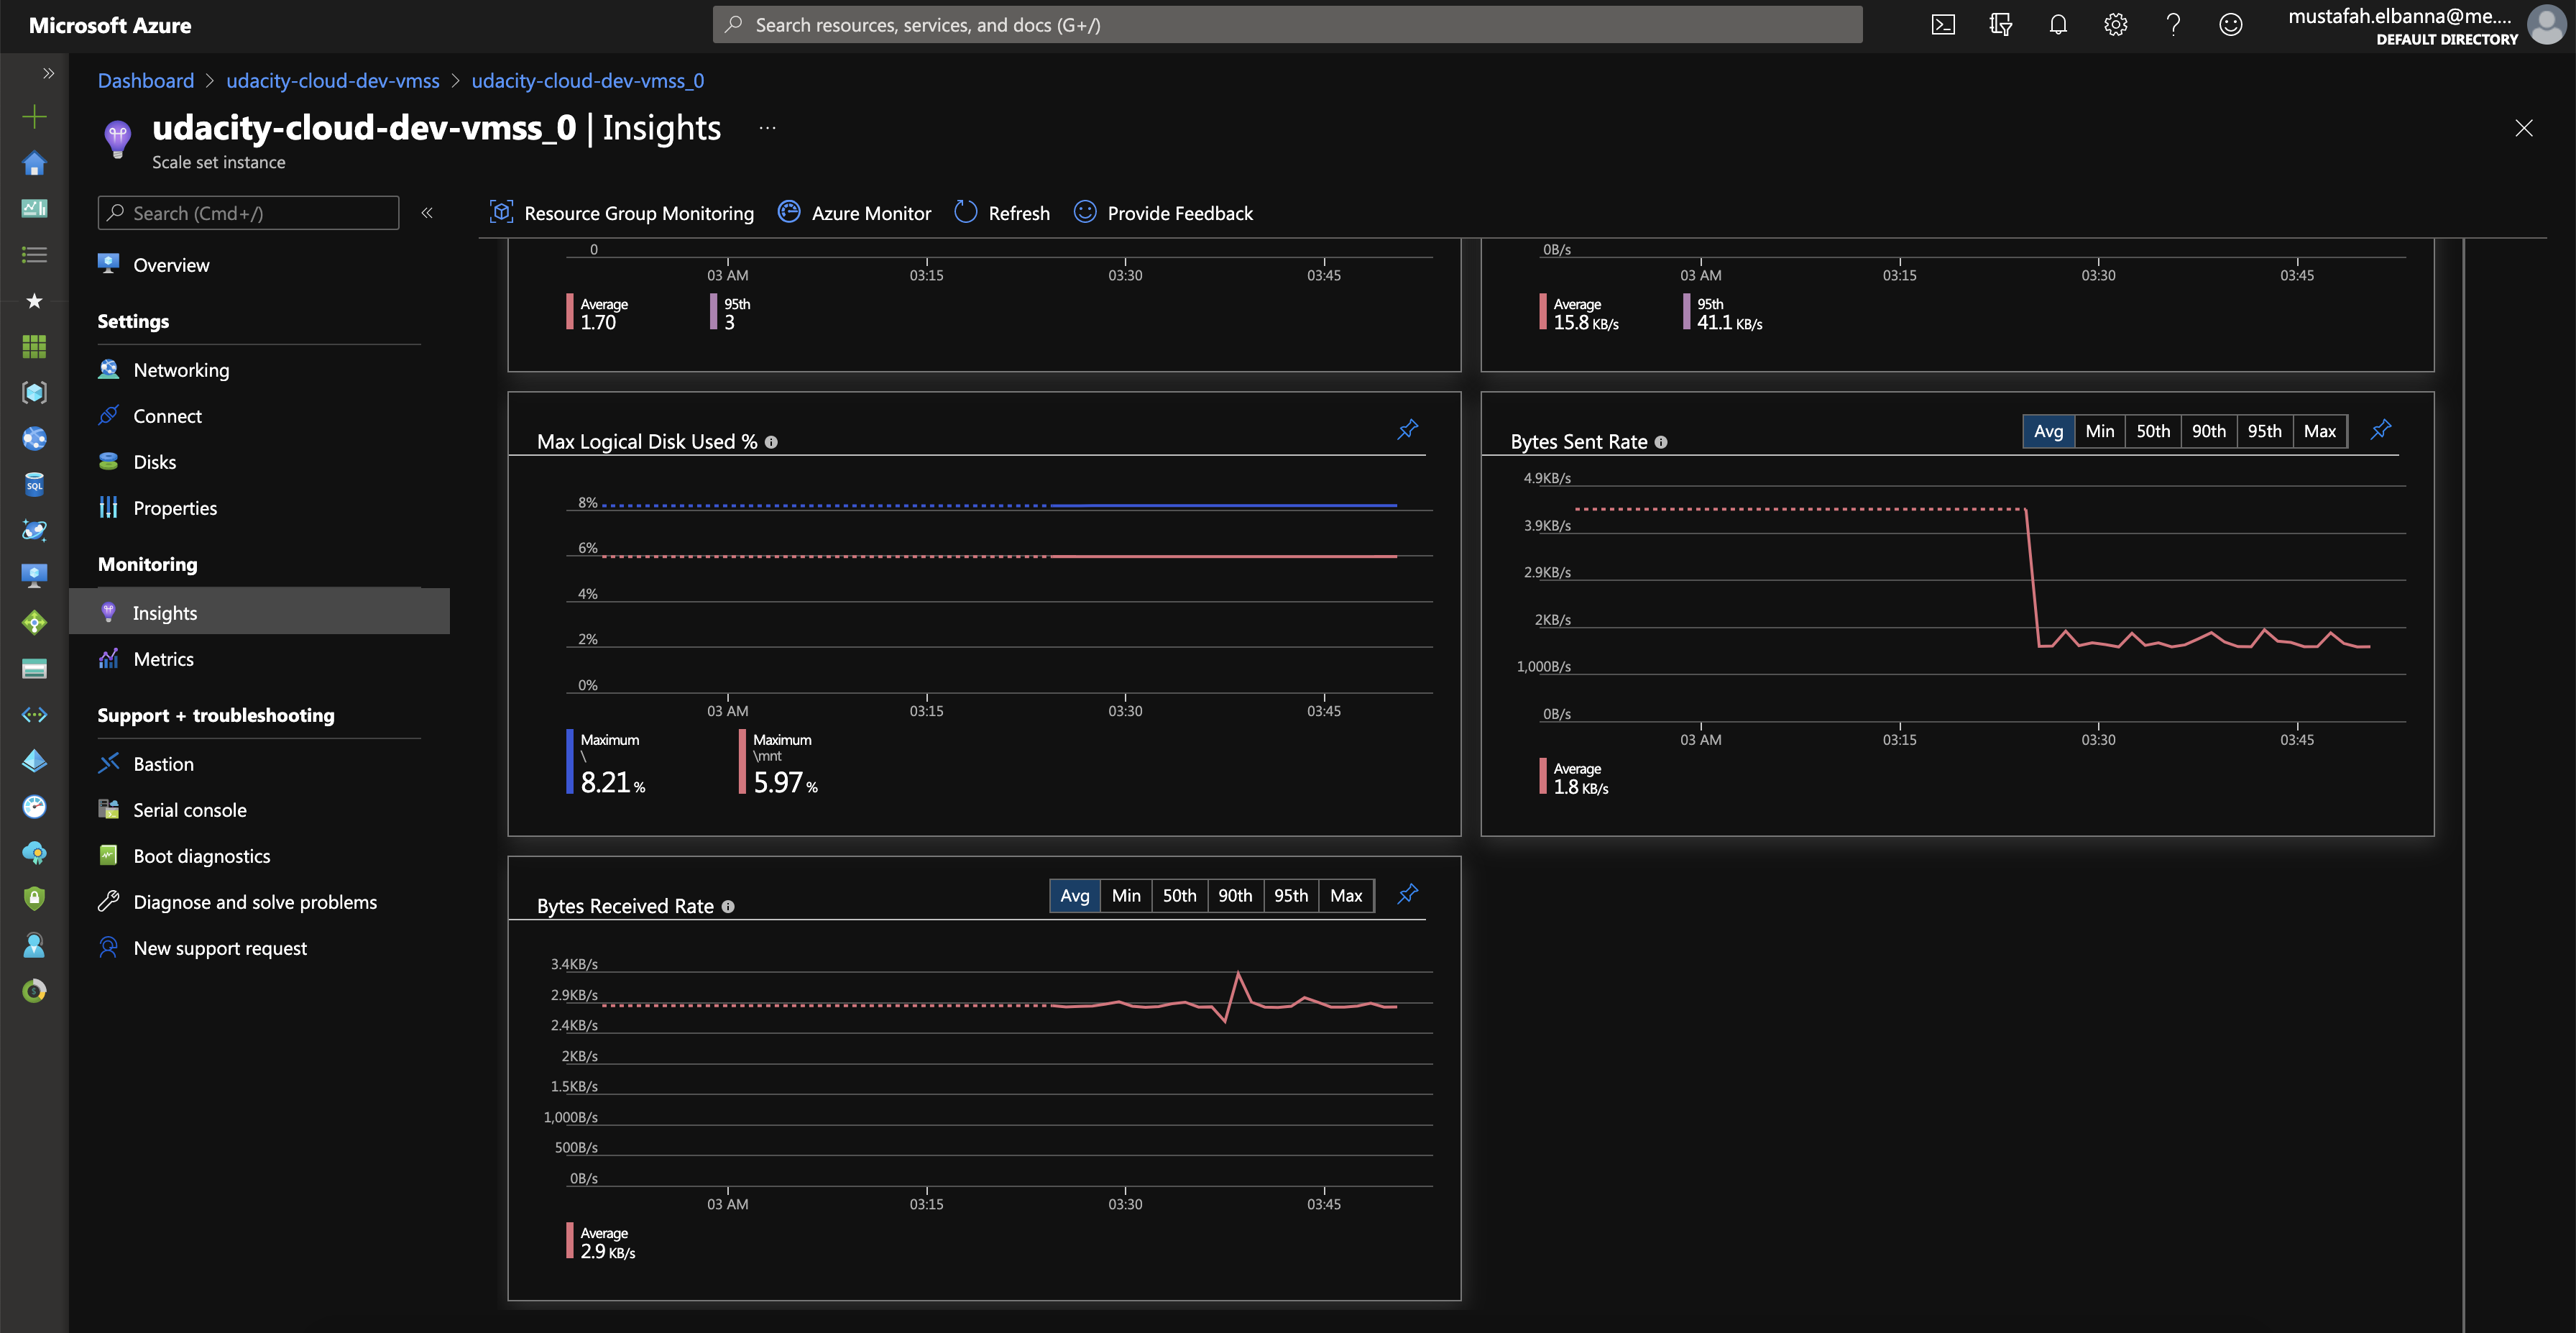 Microsoft Azure
Search resources, services, and docs (G+/)
mustafah.elbanna@me....
DEFAULT DIRECTORY
Dashboard > udacity-cloud-dev-vmss > udacity-cloud-dev-vmss_0
udacity-cloud-dev-vmss_0 | Insights ...
Scale set instance
Search (Cmd+/)
Overview
Settings
Networking
Connect
Disks
Properties
Monitoring
Insights
Metrics
Support + troubleshooting
Bastion
Serial console
Boot diagnostics
Diagnose and solve problems
New support request
SQL
Resource Group Monitoring Azure Monitor Refresh Provide Feedback
0
03 AM 03:15 03:30 03:45
Average 95th
1.70 3
0B/s
03 AM 03:15 03:30 03:45
Average 95th
15.8 KB/s 41.1 KB/s
Max Logical Disk Used %
8%
6%
4%
2%
0%
03 AM 03:15 03:30 03:45
Maximum Maximum
\ \mnt
8.21 % 5.97 %
Bytes Sent Rate
Avg Min 50th 90th 95th Max
4.9KB/s
3.9KB/s
2.9KB/s
2KB/s
1,000B/s
0B/s
03 AM 03:15 03:30 03:45
Average
1.8 KB/s
Bytes Received Rate
Avg Min 50th 90th 95th Max
3.4KB/s
2.9KB/s
2.4KB/s
2KB/s
1.5KB/s
1,000B/s
500B/s
0B/s
03 AM 03:15 03:30 03:45
Average
2.9 KB/s